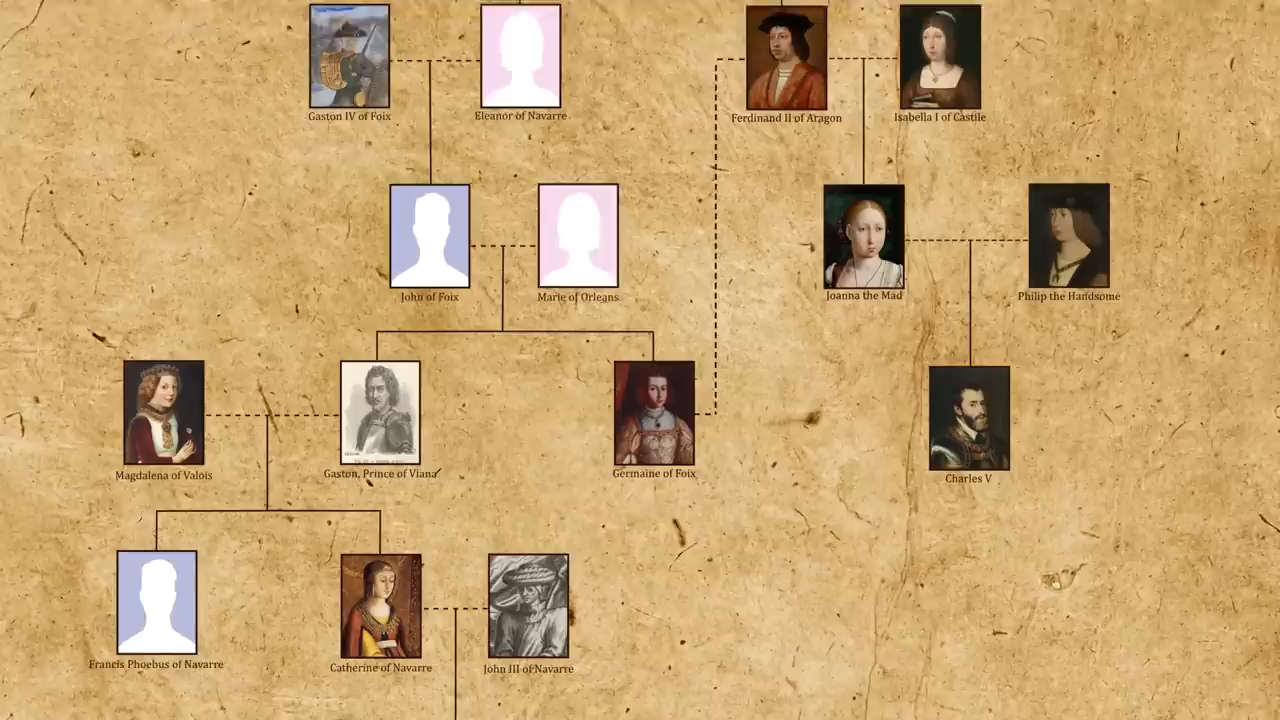 Gaston IV of Foix
Eleanor of Navarre
Ferdinand II of Aragon
Isabella I of Castile
John of Foix
Marie of Orleans
Joanna the Mad
Philip the Handsome
Magdalena of Valois
Gaston, Prince of Viana
Germaine of Foix
Charles V
Francis Phoebus of Navarre
Catherine of Navarre
John III of Navarre